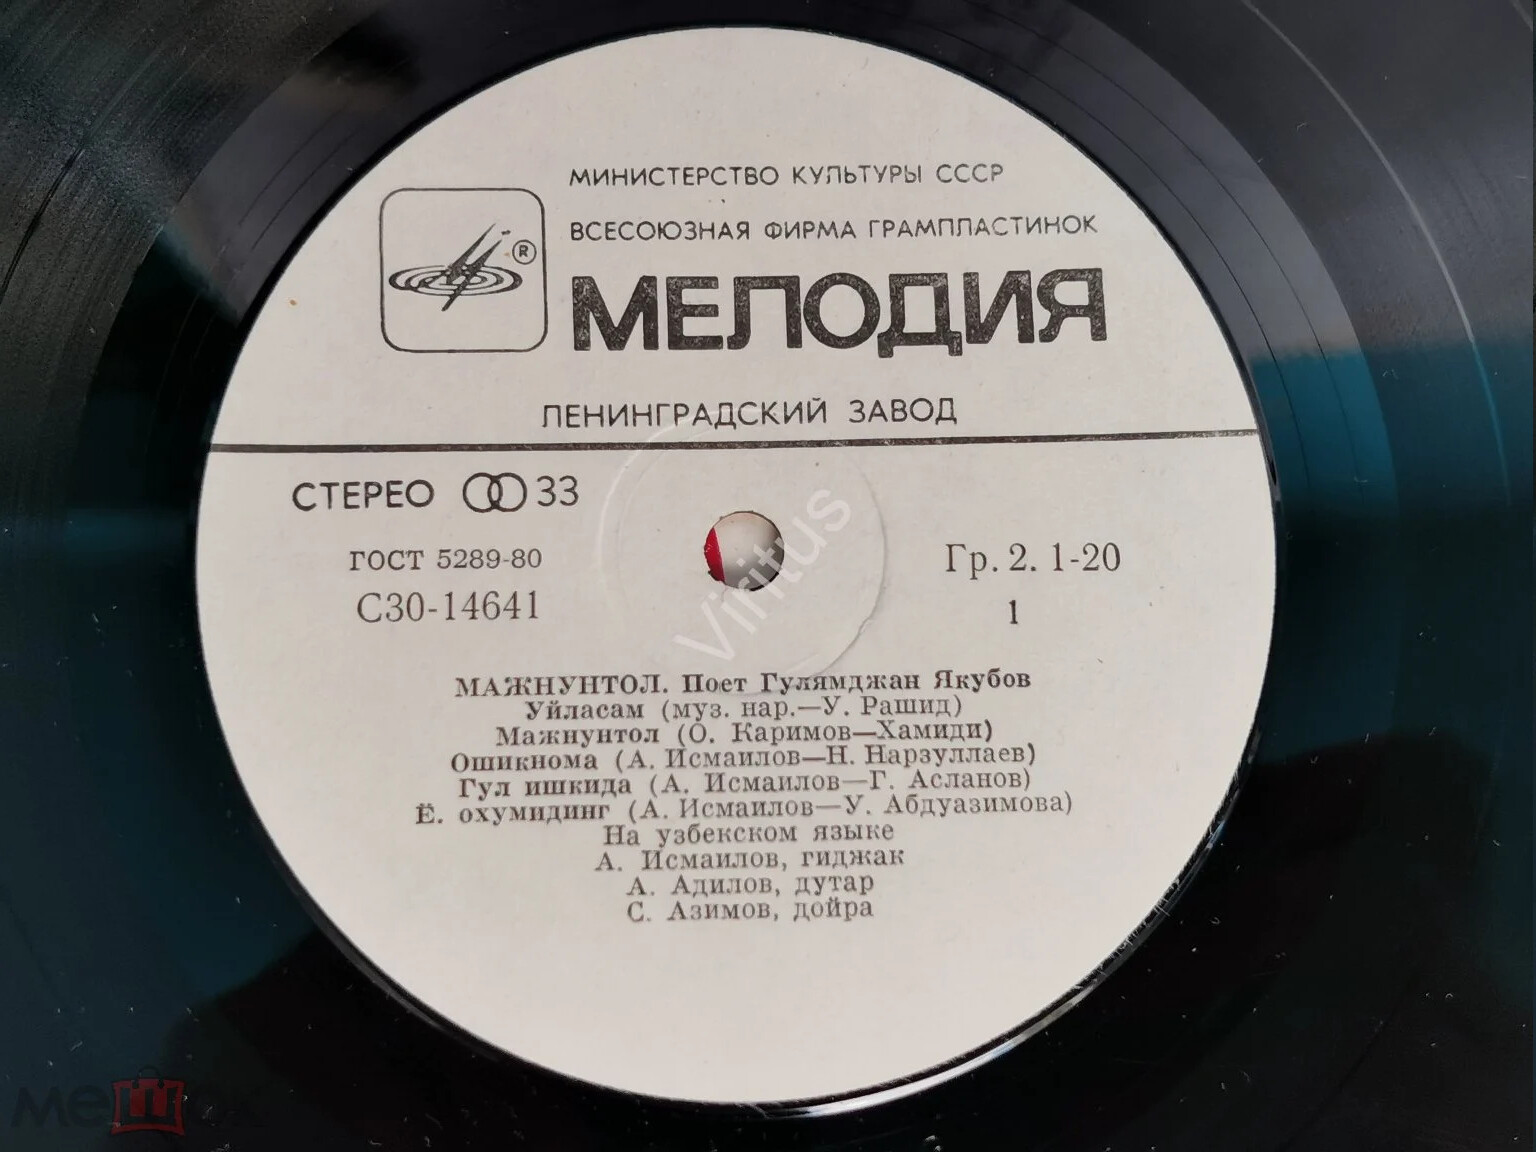 МИНИСТЕРСТВО КУЛЬТУРЫ СССР
ВСЕСОЮЗНАЯ ФИРМА ГРАМПЛАСТИНОК
®
МЕЛОДИЯ
ЛЕНИНГРАДСКИЙ ЗАВОД
СТЕРЕО 33
ГОСТ 5289-80
Гр. 2. 1-20
С30-14641
1
МАЖНУНТОЛ. Поет Гулямджан Якубов
Уйласам (муз. нар.—У. Рашид)
Мажнунтол (О. Каримов—Хамиди)
Ошикнома (А. Исмаилов—Н. Нарзуллаев)
Гул ишкида (А. Исмаилов—Г. Асланов)
Ё. охумидинг (А. Исмаилов—У. Абдуазимова)
На узбекском языке
А. Исмаилов, гиджак
А. Адилов, дутар
С. Азимов, дойра
Viritus
мешок